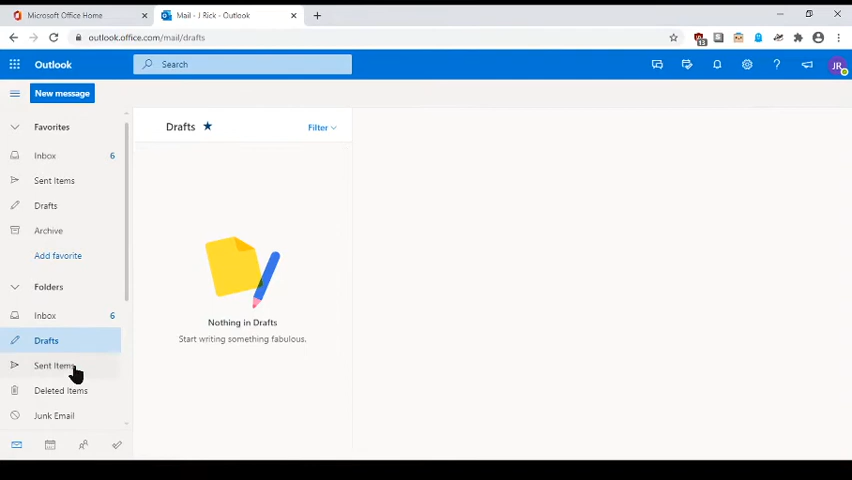 Microsoft Office Home
Mail - J Rick - Outlook
outlook.office.com/mail/drafts
13
Outlook
Search
JR
New message
Favorites
Drafts
Filter
Inbox 6
Sent Items
Drafts
Archive
Add favorite
Folders
Inbox 6
Nothing in Drafts
Drafts
Start writing something fabulous.
Sent Items
Deleted Items
Junk Email